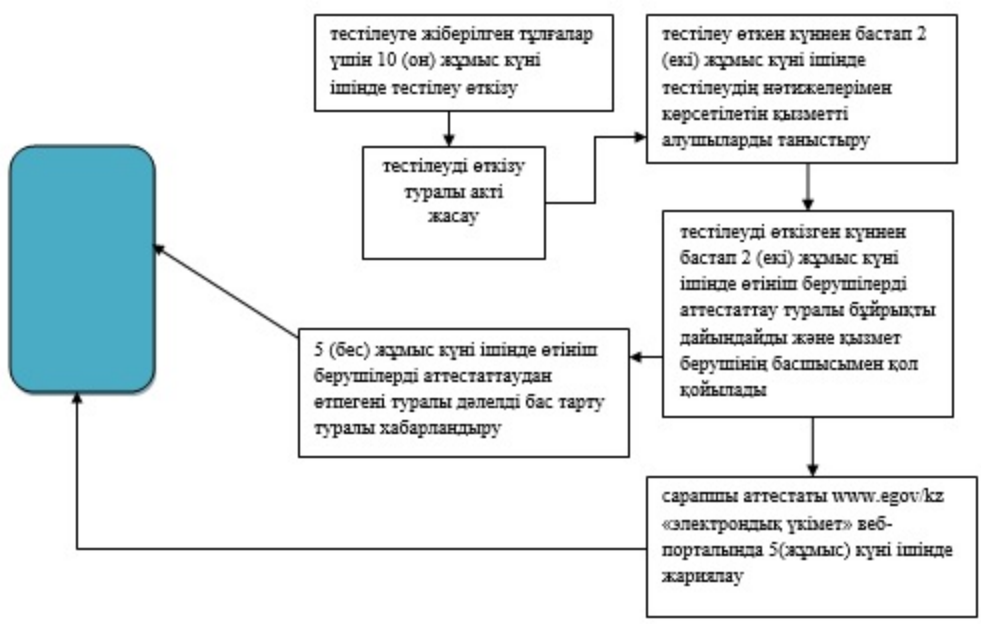 тестілеуге жіберілген тұлғалар
үшін 10 (он) жұмыс күні
ішінде тестілеу өткізу
тестілеуді өткізу
туралы акті
жасау
тестілеу өткен күннен бастап 2
(екі) жұмыс күні ішінде
тестілеудің нәтижелерімен
көрсетілетін қызметті
алушыларды таныстыру
тестілеуді өткізген күннен
бастап 2 (екі) жұмыс күні
ішінде өтініш берушілерді
аттестаттау туралы бұйрықты
дайындайды және қызмет
берушінің басшысымен қол
қойылады
5 (бес) жұмыс күні ішінде өтініш
берушілерді аттестаттаудан
өтпегені туралы дәлелді бас тарту
туралы хабарландыру
сарапшы аттестаты www.egov/kz
«электрондық үкімет» веб-
порталында 5(жұмыс) күні ішінде
жариялау